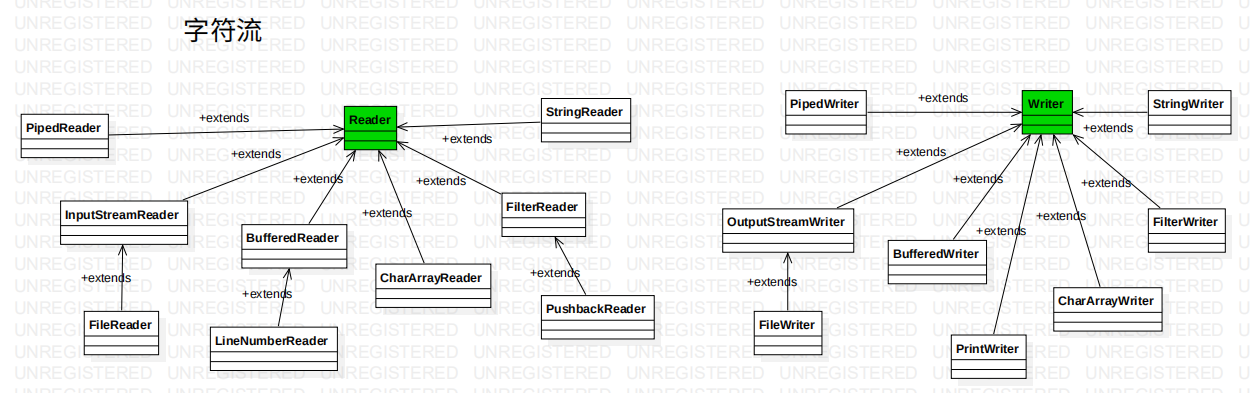 字符流
PipedReader
+extends
Reader
+extends
StringReader
+extends
InputStreamReader
+extends
BufferedReader
+extends
CharArrayReader
+extends
FilterReader
+extends
FileReader
+extends
LineNumberReader
+extends
PushbackReader
PipedWriter
+extends
Writer
+extends
StringWriter
+extends
OutputStreamWriter
+extends
BufferedWriter
+extends
PrintWriter
+extends
CharArrayWriter
+extends
FilterWriter
+extends
FileWriter
UNREGISTERED